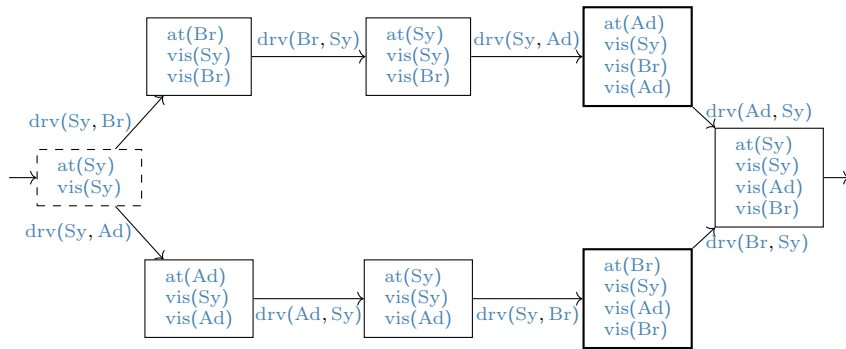 at(Br)
vis(Sy)
vis(Br)
drv(Br, Sy)
at(Sy)
vis(Sy)
vis(Br)
drv(Sy, Ad)
at(Ad)
vis(Sy)
vis(Br)
vis(Ad)
drv(Sy, Br)
drv(Ad, Sy)
at(Sy)
vis(Sy)
at(Sy)
vis(Sy)
vis(Ad)
vis(Br)
drv(Sy, Ad)
drv(Br, Sy)
at(Ad)
vis(Sy)
vis(Ad)
drv(Ad, Sy)
at(Sy)
vis(Sy)
vis(Ad)
drv(Sy, Br)
at(Br)
vis(Sy)
vis(Ad)
vis(Br)